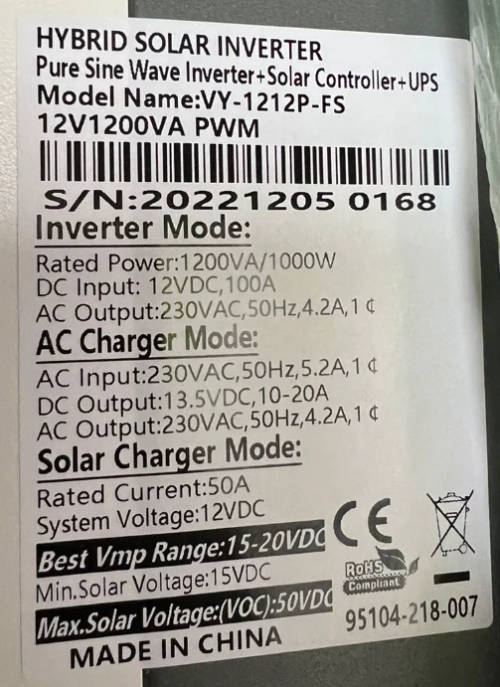 HYBRID SOLAR INVERTER
Pure Sine Wave Inverter+Solar Controller+UPS
Model Name:VY-1212P-FS
12V1200VA PWM
S/N:20221205 0168
Inverter Mode:
Rated Power:1200VA/1000W
DC Input: 12VDC,100A
AC Output:230VAC,50Hz,4.2A,1 ¢
AC Charger Mode:
AC Input:230VAC,50Hz,5.2A,1 ¢
DC Output:13.5VDC,10-20A
AC Output:230VAC,50Hz,4.2A,1 ¢
Solar Charger Mode:
Rated Current:50A
System Voltage:12VDC
Best Vmp Range:15-20VDC
Min.Solar Voltage:15VDC
Max.Solar Voltage:(VOC):50VDC
MADE IN CHINA
CE
RoHS
Compliant
95104-218-007